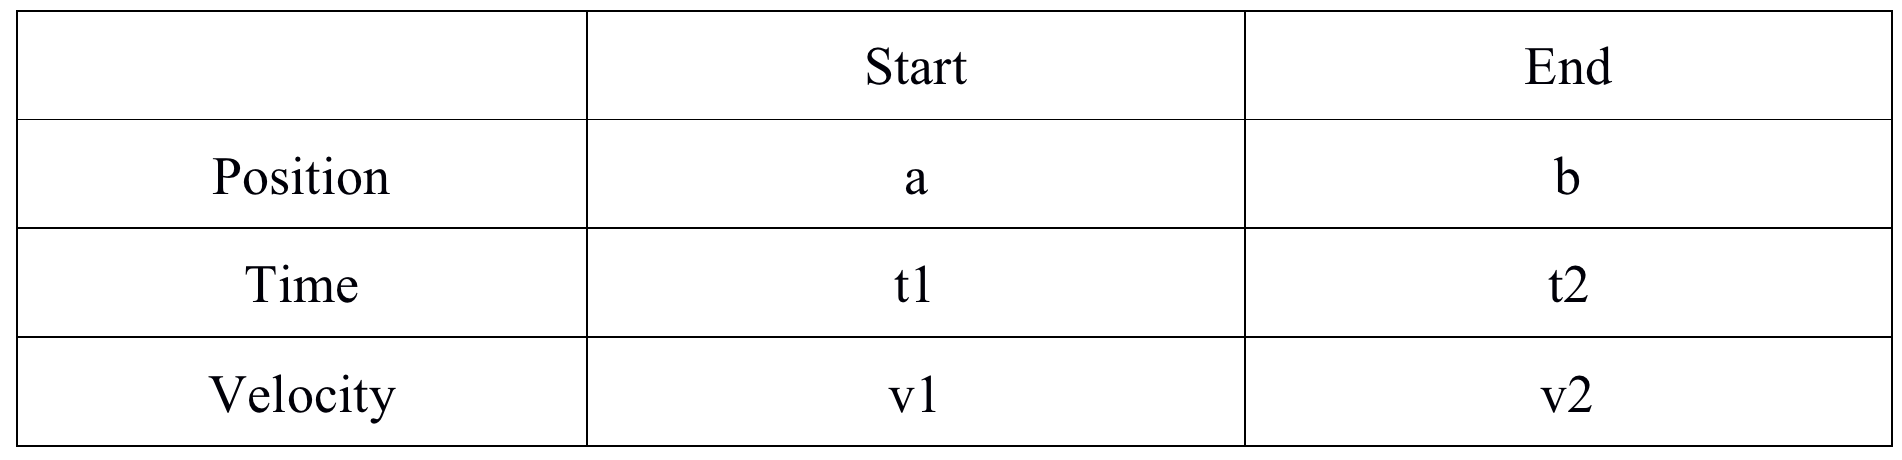 Start End
Position a b
Time t1 t2
Velocity v1 v2